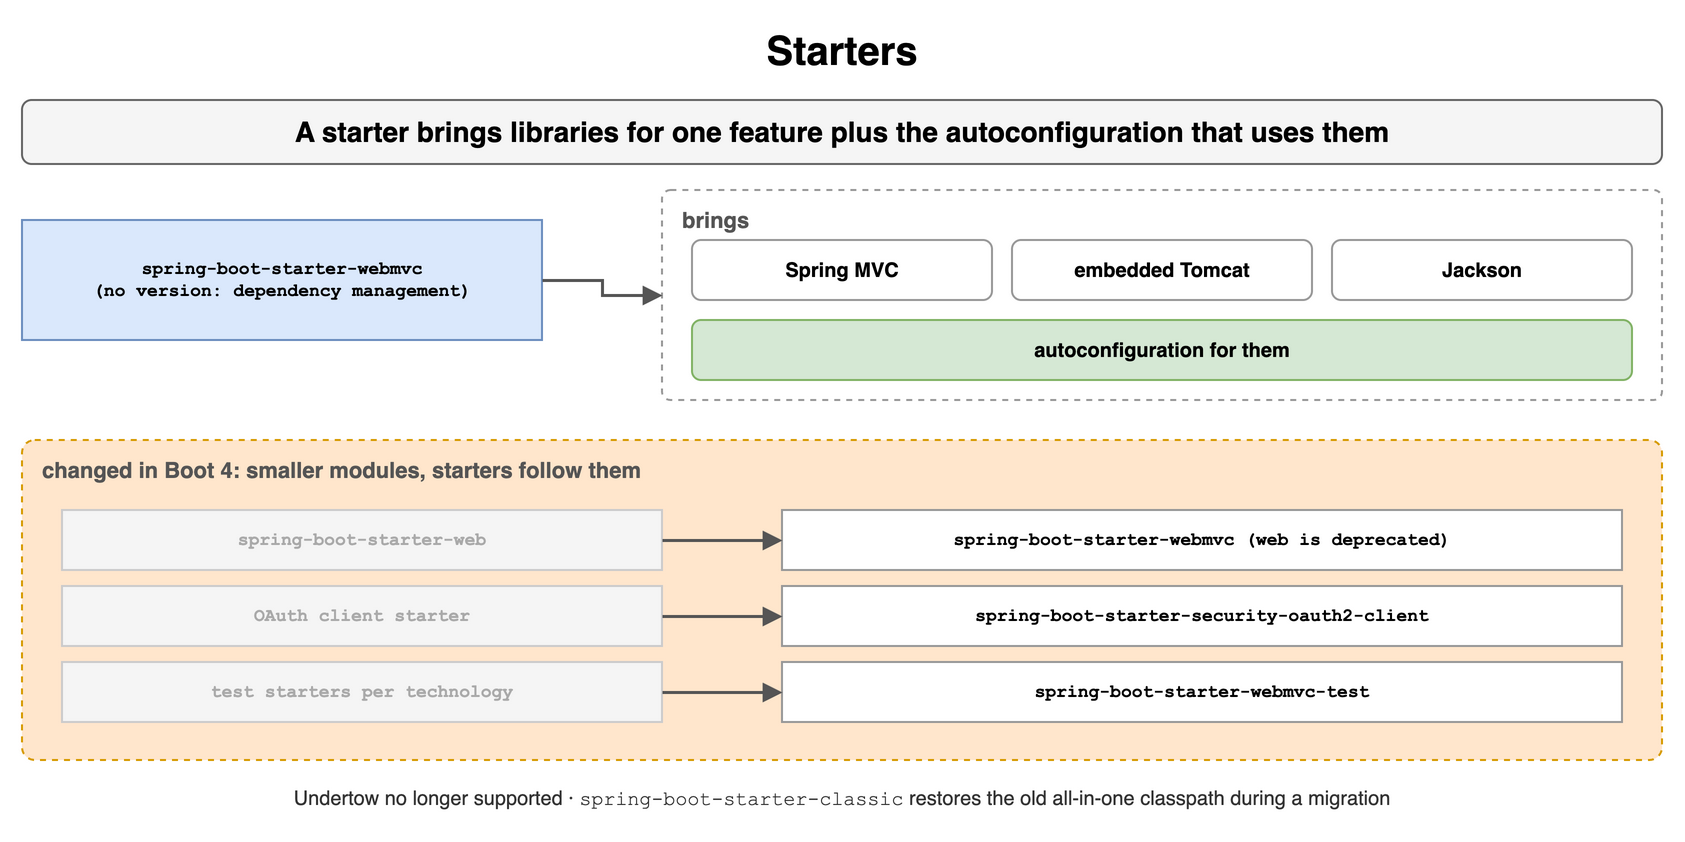 Starters
A starter brings libraries for one feature plus the autoconfiguration that uses them
spring-boot-starter-webmvc
(no version: dependency management)
brings
Spring MVC
embedded Tomcat
Jackson
autoconfiguration for them
changed in Boot 4: smaller modules, starters follow them
spring-boot-starter-web
spring-boot-starter-webmvc (web is deprecated)
OAuth client starter
spring-boot-starter-security-oauth2-client
test starters per technology
spring-boot-starter-webmvc-test
Undertow no longer supported · spring-boot-starter-classic restores the old all-in-one classpath during a migration